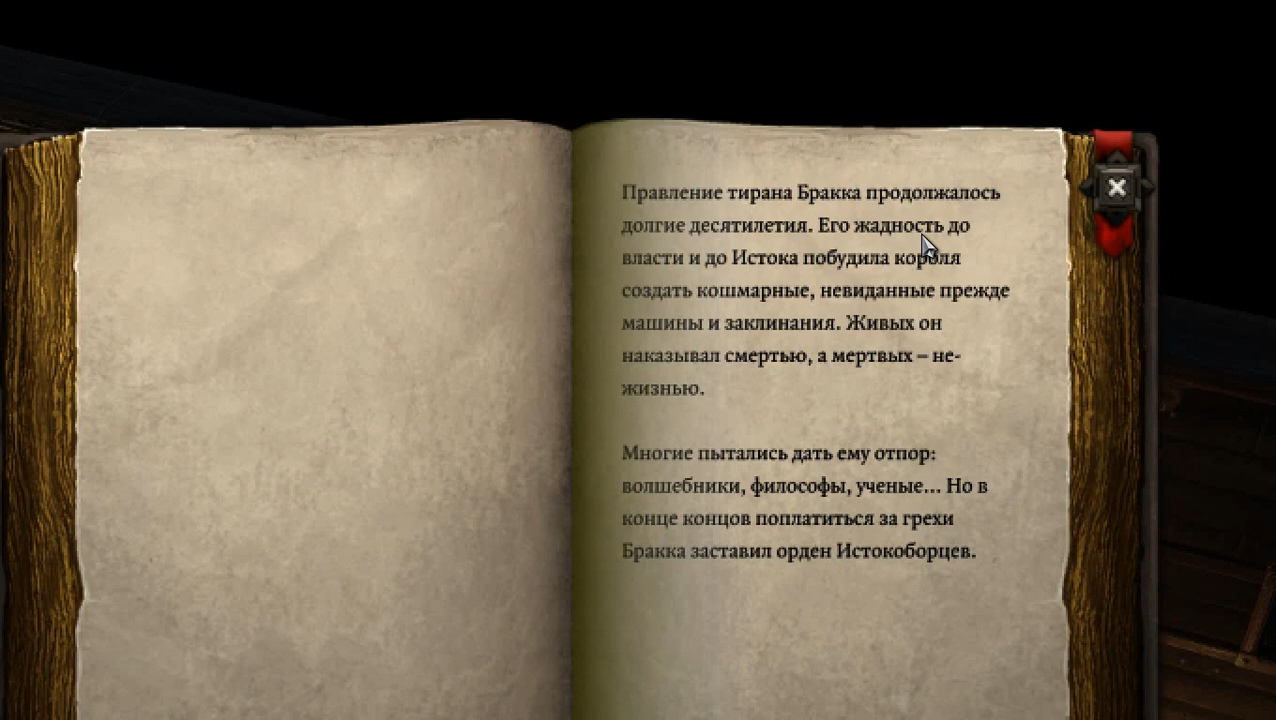 Правление тирана Бракка продолжалось
долгие десятилетия. Его жадность до
власти и до Истока побудила короля
создать кошмарные, невиданные прежде
машины и заклинания. Живых он
наказывал смертью, а мертвых – не-
жизнью.
Многие пытались дать ему отпор:
волшебники, философы, ученые... Но в
конце концов поплатиться за грехи
Бракка заставил орден Истокоборцев.